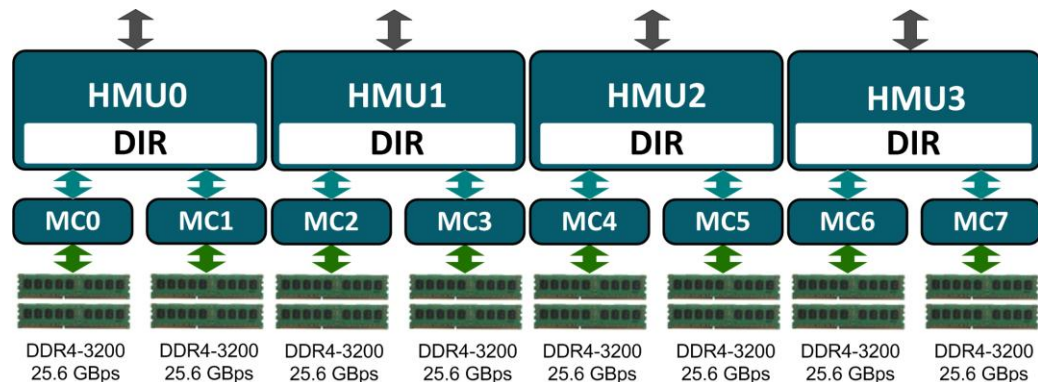 HMU0 HMU1 HMU2 HMU3
DIR DIR DIR DIR
MC0 MC1 MC2 MC3 MC4 MC5 MC6 MC7
DDR4-3200 DDR4-3200 DDR4-3200 DDR4-3200 DDR4-3200 DDR4-3200 DDR4-3200 DDR4-3200
25.6 GBps 25.6 GBps 25.6 GBps 25.6 GBps 25.6 GBps 25.6 GBps 25.6 GBps 25.6 GBps